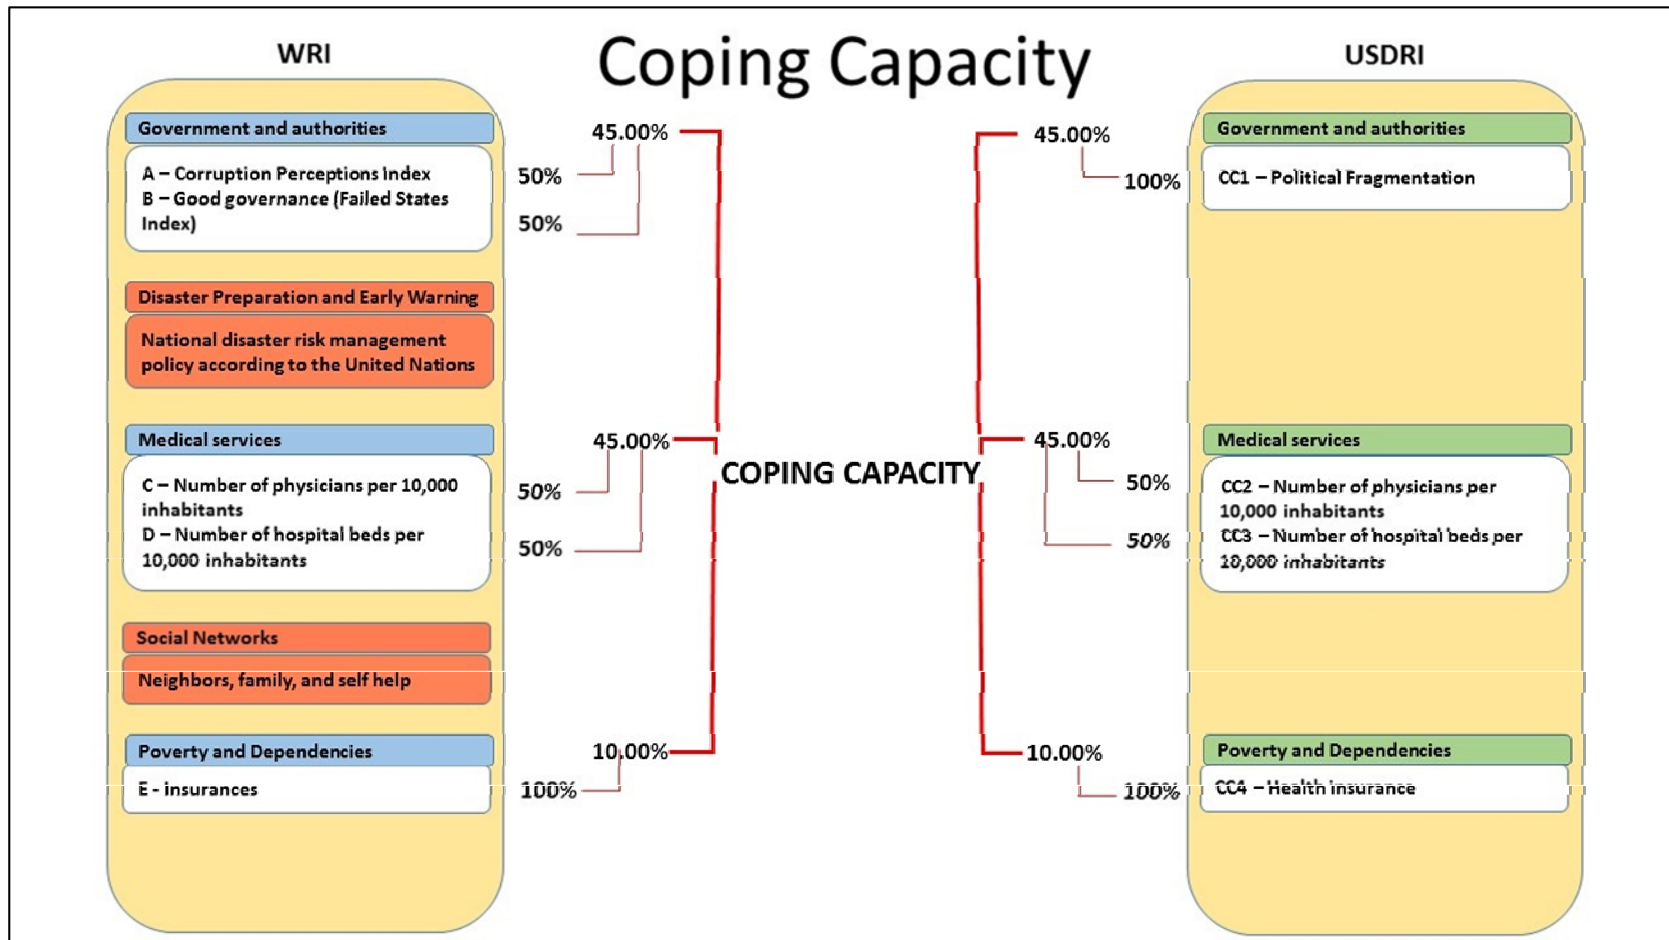 Coping Capacity
WRI
Government and authorities
A – Corruption Perceptions Index
B – Good governance (Failed States
Index)
Disaster Preparation and Early Warning
National disaster risk management
policy according to the United Nations
Medical services
C – Number of physicians per 10,000
inhabitants
D – Number of hospital beds per
10,000 inhabitants
Social Networks
Neighbors, family, and self help
Poverty and Dependencies
E - insurances
45.00%
50%
50%
45.00%
50%
50%
10.00%
100%
COPING CAPACITY
45.00%
100%
45.00%
50%
50%
10.00%
100%
USDRI
Government and authorities
CC1 – Political Fragmentation
Medical services
CC2 – Number of physicians per
10,000 inhabitants
CC3 – Number of hospital beds per
10,000 inhabitants
Poverty and Dependencies
CC4 – Health insurance